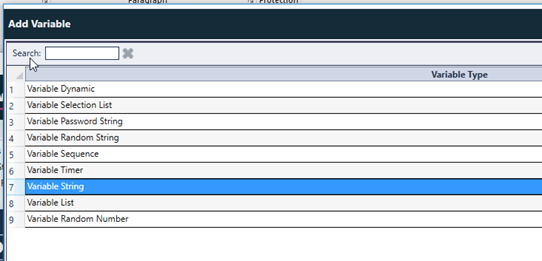 Paragraph Protection
Add Variable
Search:
Variable Type
1 Variable Dynamic
2 Variable Selection List
3 Variable Password String
4 Variable Random String
5 Variable Sequence
6 Variable Timer
7 Variable String
8 Variable List
9 Variable Random Number